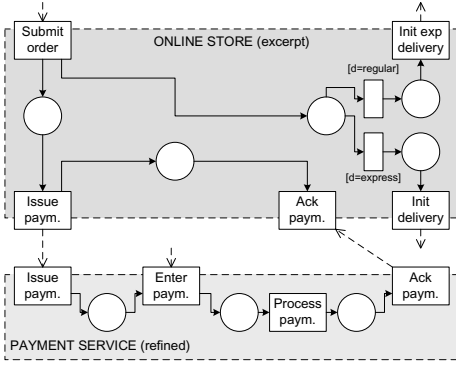 Submit
order
Init exp
delivery
ONLINE STORE (excerpt)
[d=regular]
[d=express]
Issue
paym.
Ack
paym.
Init
delivery
Issue
paym.
Enter
paym.
Ack
paym.
Process
paym.
PAYMENT SERVICE (refined)